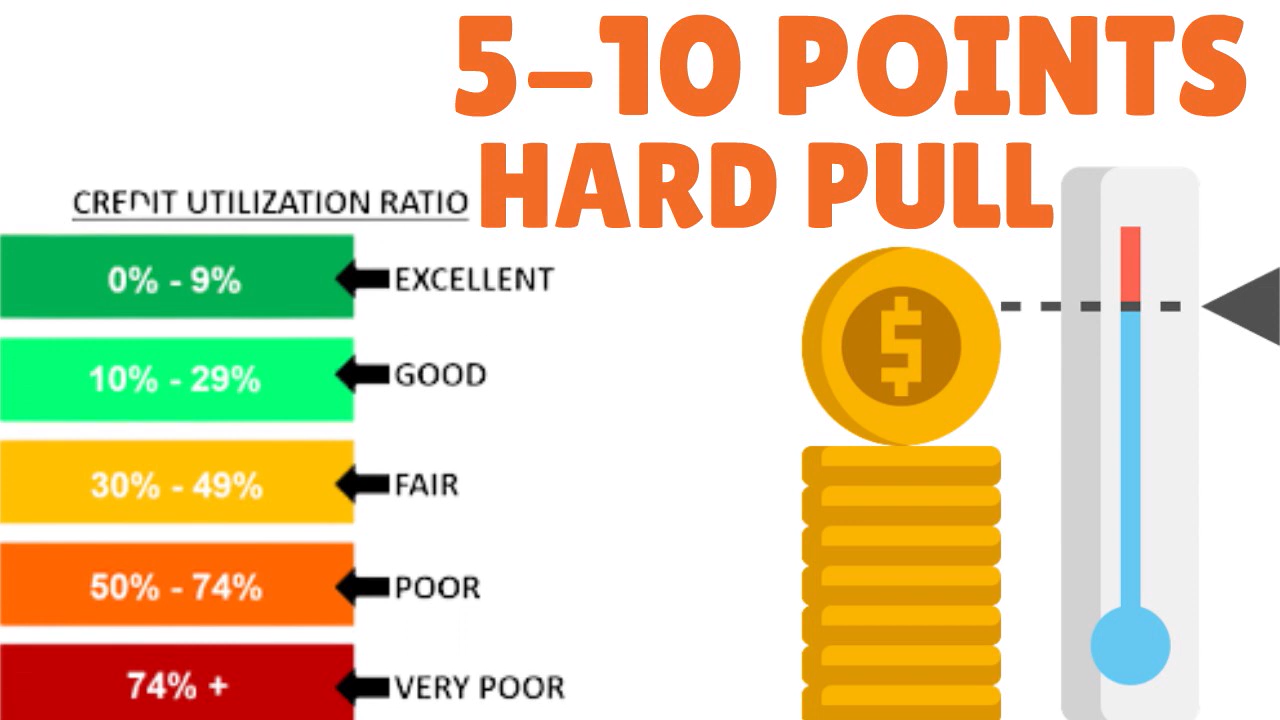 5–10 POINTS
HARD PULL
CREDIT UTILIZATION RATIO
0% - 9% EXCELLENT
10% - 29% GOOD
30% - 49% FAIR
50% - 74% POOR
74% + VERY POOR
$